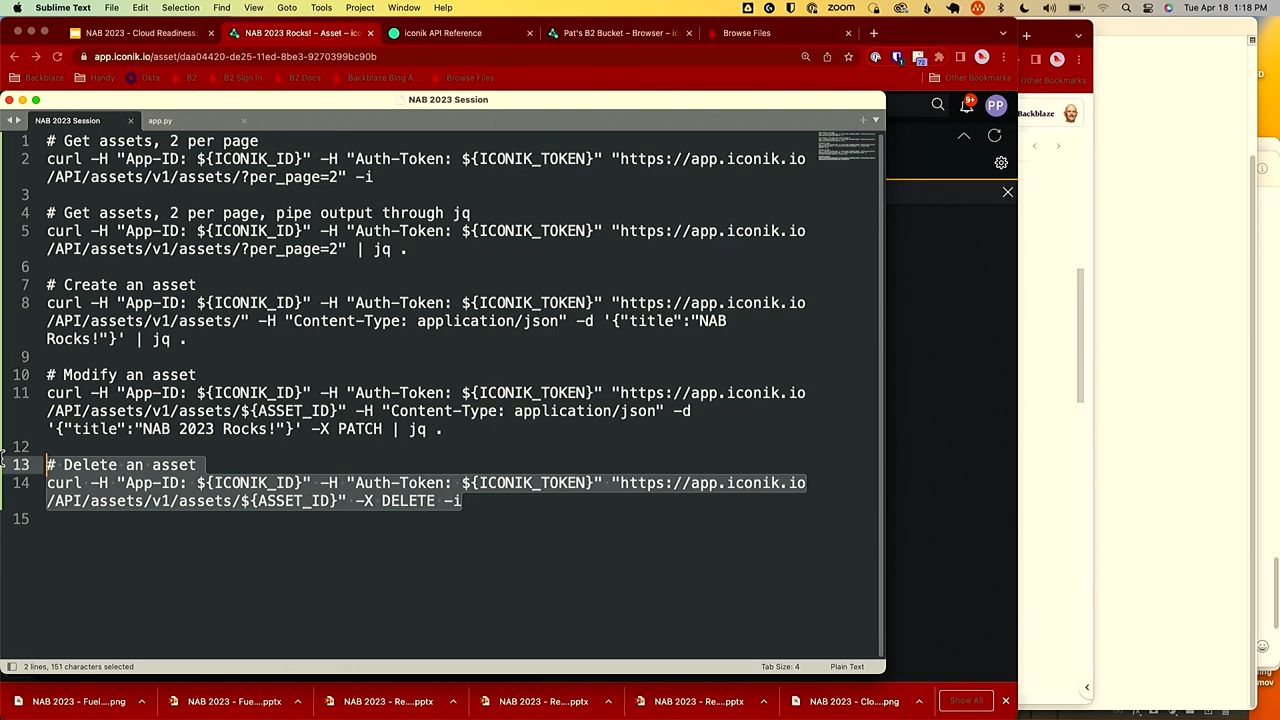 Sublime Text File Edit Selection Find View Goto Tools Project Window Help zoom Tue Apr 18 1:18 PM
NAB 2023 - Cloud Readiness: NAB 2023 Rocks! – Asset – ico iconik API Reference Pat's B2 Bucket – Browser – ic Browse Files
app.iconik.io/asset/daa04420-de25-11ed-8be3-9270399bc90b
Backblaze Handy Okta B2 B2 Sign In B2 Docs Backblaze Blog A... Browse Files Other Bookmarks Other Bookmarks
NAB 2023 Session
9+ PP Backblaze
NAB 2023 Session app.py
1 # Get assets, 2 per page
2 curl -H "App-ID: ${ICONIK_ID}" -H "Auth-Token: ${ICONIK_TOKEN}" "https://app.iconik.io
/API/assets/v1/assets/?per_page=2" -i
3
4 # Get assets, 2 per page, pipe output through jq
5 curl -H "App-ID: ${ICONIK_ID}" -H "Auth-Token: ${ICONIK_TOKEN}" "https://app.iconik.io
/API/assets/v1/assets/?per_page=2" | jq .
6
7 # Create an asset
8 curl -H "App-ID: ${ICONIK_ID}" -H "Auth-Token: ${ICONIK_TOKEN}" "https://app.iconik.io
/API/assets/v1/assets/" -H "Content-Type: application/json" -d '{"title":"NAB
Rocks!"}' | jq .
9
10 # Modify an asset
11 curl -H "App-ID: ${ICONIK_ID}" -H "Auth-Token: ${ICONIK_TOKEN}" "https://app.iconik.io
/API/assets/v1/assets/${ASSET_ID}" -H "Content-Type: application/json" -d
'{"title":"NAB 2023 Rocks!"}' -X PATCH | jq .
12
13 # Delete an asset
14 curl -H "App-ID: ${ICONIK_ID}" -H "Auth-Token: ${ICONIK_TOKEN}" "https://app.iconik.io
/API/assets/v1/assets/${ASSET_ID}" -X DELETE -i
15
2 lines, 151 characters selected Tab Size: 4 Plain Text
NAB 2023 - Fuel....png NAB 2023 - Fue....pptx NAB 2023 - Re....pptx NAB 2023 - Re....pptx NAB 2023 - Re....pptx NAB 2023 - Clo....png Show All